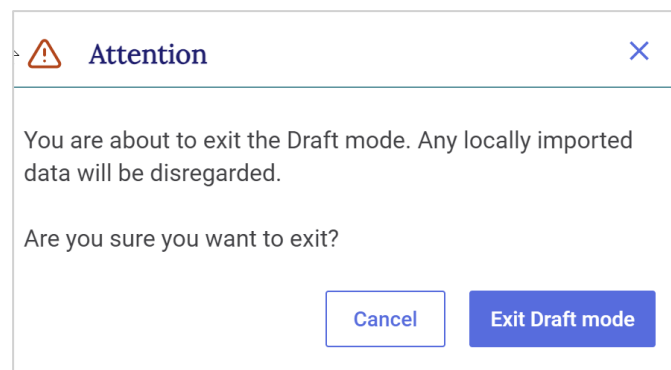 Attention
You are about to exit the Draft mode. Any locally imported
data will be disregarded.
Are you sure you want to exit?
Cancel
Exit Draft mode